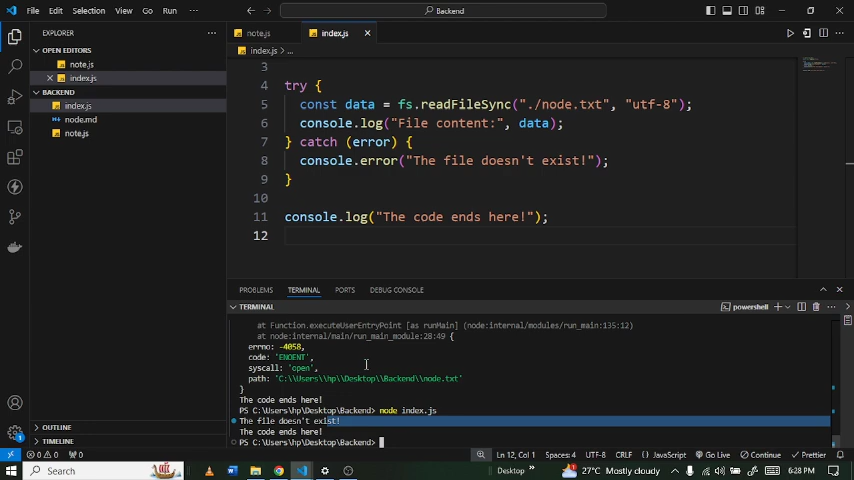 File Edit Selection View Go Run ···
Backend
EXPLORER ···
OPEN EDITORS
note.js
index.js
BACKEND
index.js
node.md
note.js
OUTLINE
TIMELINE
note.js
index.js
index.js > ...
3
4 try {
5 const data = fs.readFileSync("./node.txt", "utf-8");
6 console.log("File content:", data);
7 } catch (error) {
8 console.error("The file doesn't exist!");
9 }
10
11 console.log("The code ends here!");
12
PROBLEMS TERMINAL PORTS DEBUG CONSOLE
TERMINAL
powershell
at Function.executeUserEntryPoint [as runMain] (node:internal/modules/run_main:135:12)
at node:internal/main/run_main_module:28:49 {
errno: -4058,
code: 'ENOENT',
syscall: 'open',
path: 'C:\\Users\\hp\\Desktop\\Backend\\node.txt'
}
The code ends here!
PS C:\Users\hp\Desktop\Backend> node index.js
The file doesn't exist!
The code ends here!
PS C:\Users\hp\Desktop\Backend>
0 0 0 Ln 12, Col 1 Spaces: 4 UTF-8 CRLF {} JavaScript Go Live Continue Prettier
Search Desktop 27°C Mostly cloudy 6:28 PM